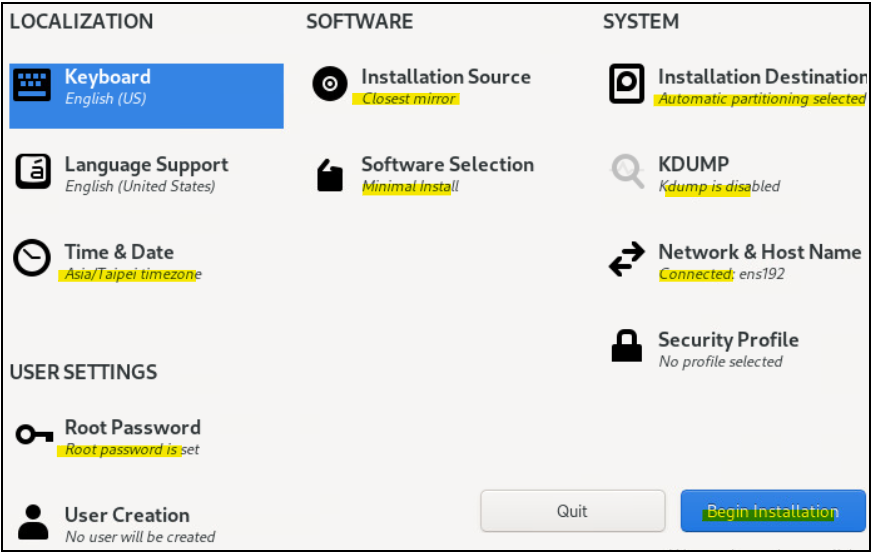 LOCALIZATION
Keyboard
English (US)
Language Support
English (United States)
Time & Date
Asia/Taipei timezone
USER SETTINGS
Root Password
Root password is set
User Creation
No user will be created
SOFTWARE
Installation Source
Closest mirror
Software Selection
Minimal Install
SYSTEM
Installation Destination
Automatic partitioning selected
KDUMP
Kdump is disabled
Network & Host Name
Connected: ens192
Security Profile
No profile selected
Quit
Begin Installation